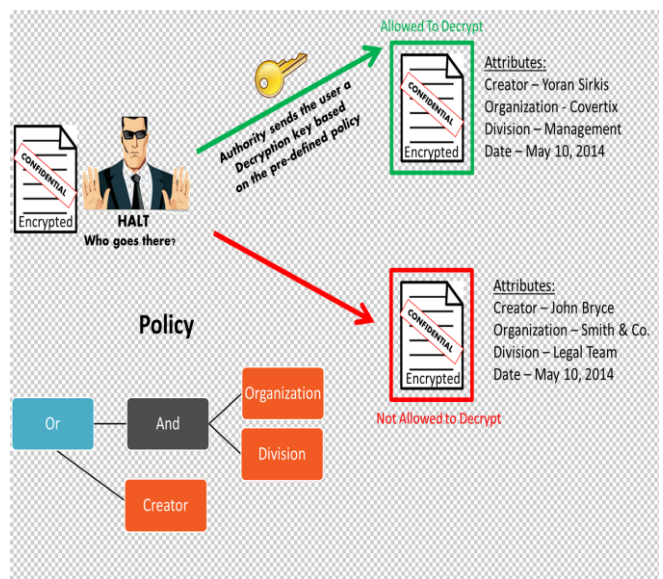 Allowed To Decrypt
CONFIDENTIAL
Encrypted
Attributes:
Creator – Yoran Sirkis
Organization - Covertix
Division – Management
Date – May 10, 2014
Authority sends the user a
Decryption key based
on the pre-defined policy
CONFIDENTIAL
Encrypted
HALT
Who goes there?
CONFIDENTIAL
Encrypted
Attributes:
Creator – John Bryce
Organization – Smith & Co.
Division – Legal Team
Date – May 10, 2014
Not Allowed to Decrypt
Policy
Or
And
Organization
Division
Creator